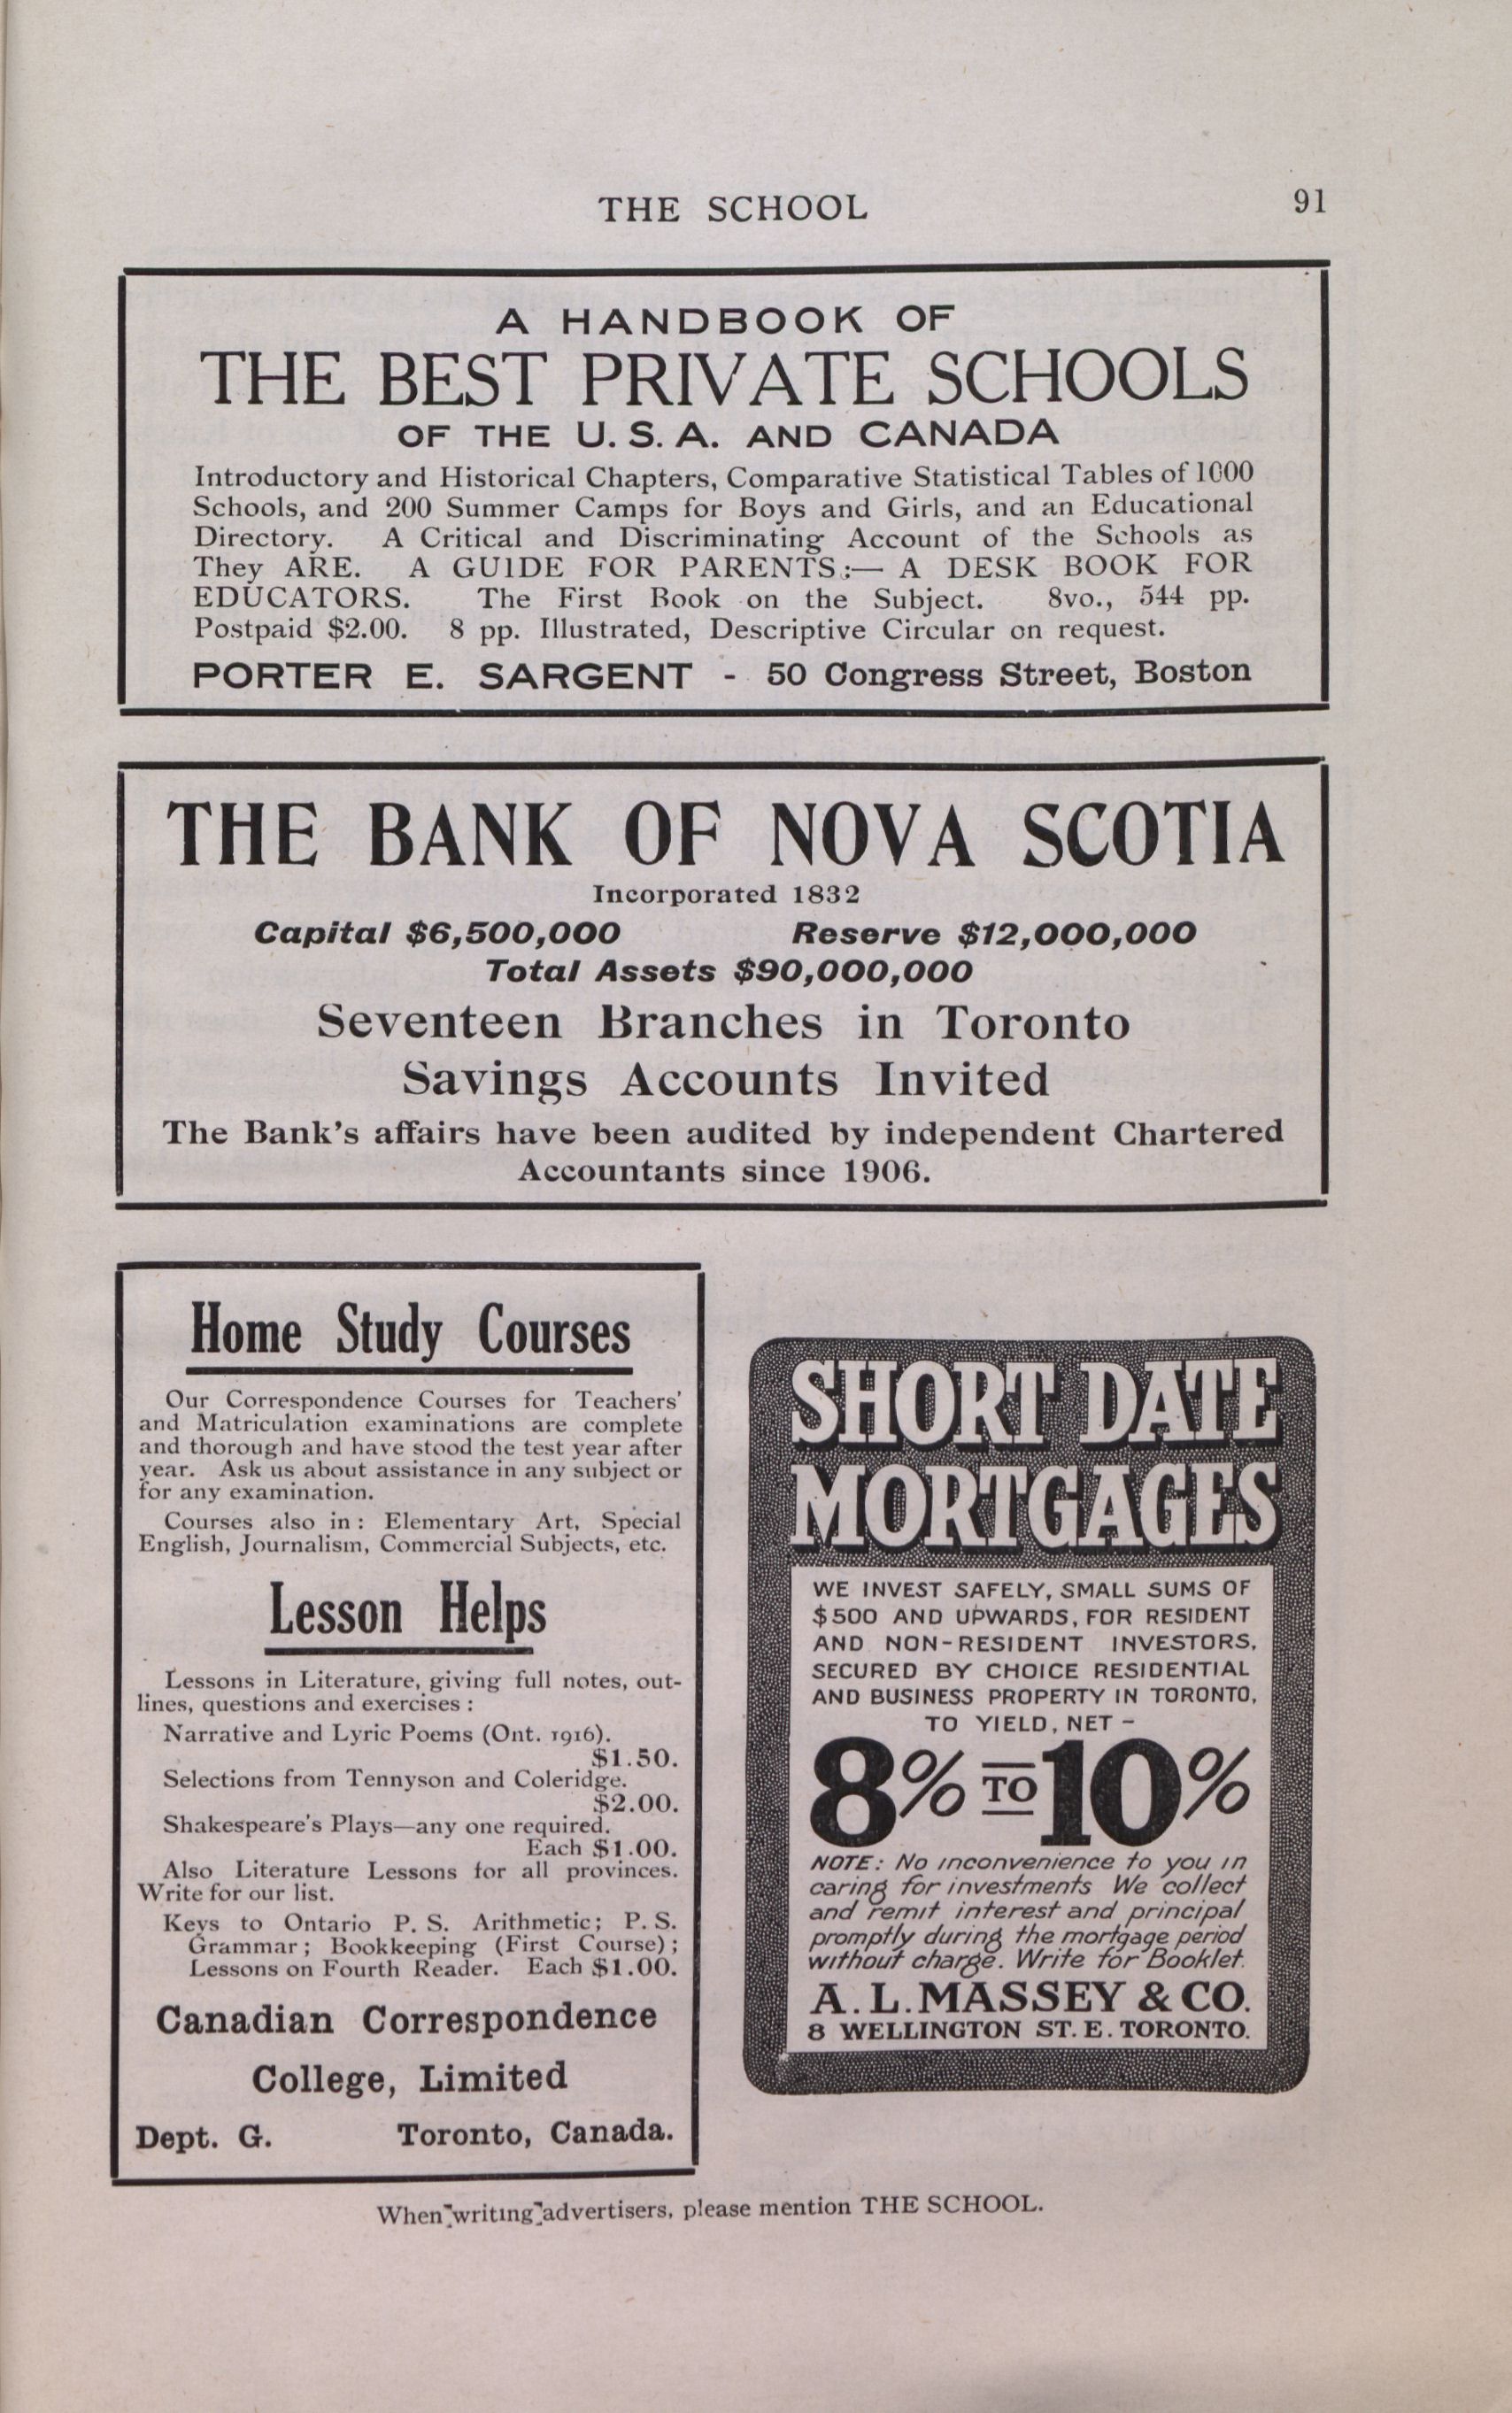 THE SCHOOL
91
A HANDBOOK OF
THE BEST PRIVATE SCHOOLS
OF THE U. S. A. AND CANADA
Introductory and Historical Chapters, Comparative Statistical Tables of 1000
Schools, and 200 Summer Camps for Boys and Girls, and an Educational
Directory. A Critical and Discriminating Account of the Schools as
They ARE. A GUIDE FOR PARENTS:— A DESK BOOK FOR
EDUCATORS. The First Book on the Subject. 8vo., 544 pp.
Postpaid $2.00. 8 pp. Illustrated, Descriptive Circular on request.
PORTER E. SARGENT - 50 Congress Street, Boston
THE BANK OF NOVA SCOTIA
Incorporated 1832
Capital $6,500,000 Reserve $12,000,000
Total Assets $90,000,000
Seventeen Branches in Toronto
Savings Accounts Invited
The Bank's affairs have been audited by independent Chartered
Accountants since 1906.
Home Study Courses
Our Correspondence Courses for Teachers'
and Matriculation examinations are complete
and thorough and have stood the test year after
year. Ask us about assistance in any subject or
for any examination.
Courses also in: Elementary Art, Special
English, Journalism, Commercial Subjects, etc.
Lesson Helps
Lessons in Literature, giving full notes, out-
lines, questions and exercises:
Narrative and Lyric Poems (Ont. 1916).
$1.50.
Selections from Tennyson and Coleridge.
$2.00.
Shakespeare's Plays—any one required.
Each $1.00.
Also Literature Lessons for all provinces.
Write for our list.
Keys to Ontario P. S. Arithmetic; P. S.
Grammar; Bookkeeping (First Course);
Lessons on Fourth Reader. Each $1.00.
Canadian Correspondence
College, Limited
Dept. G. Toronto, Canada.
SHORT DATE
MORTGAGES
WE INVEST SAFELY, SMALL SUMS OF
$500 AND UPWARDS, FOR RESIDENT
AND NON-RESIDENT INVESTORS,
SECURED BY CHOICE RESIDENTIAL
AND BUSINESS PROPERTY IN TORONTO,
TO YIELD, NET -
8% TO 10%
NOTE: No inconvenience to you in
caring for investments We collect
and remit interest and principal
promptly during the mortgage period
without charge. Write for Booklet.
A. L. MASSEY & CO.
8 WELLINGTON ST. E. TORONTO.
When writing advertisers, please mention THE SCHOOL.